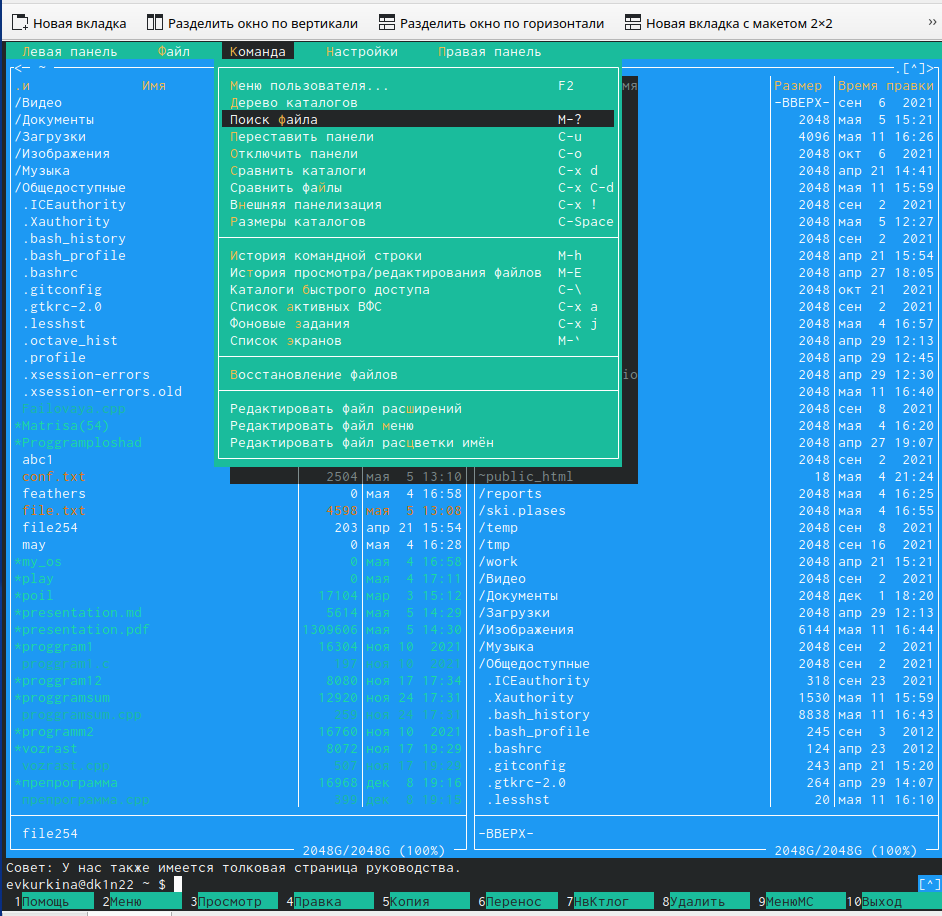 Новая вкладка Разделить окно по вертикали Разделить окно по горизонтали Новая вкладка с макетом 2×2 »
Левая панель Файл Команда Настройки Правая панель
<─ ~ .[^]>
.и Имя Меню пользователя... F2 мя Размер Время правки
/Видео Дерево каталогов -ВВЕРХ- сен 6 2021
/Документы Поиск файла M-? 2048 мая 5 15:21
/Загрузки Переставить панели C-u 4096 мая 11 16:26
/Изображения Отключить панели C-o 2048 окт 6 2021
/Музыка Сравнить каталоги C-x d 2048 апр 21 14:41
/Общедоступные Сравнить файлы C-x C-d 2048 мая 11 15:59
.ICEauthority Внешняя панелизация C-x ! 2048 сен 2 2021
.Xauthority Размеры каталогов C-Space 2048 мая 5 12:27
.bash_history 2048 сен 2 2021
.bash_profile История командной строки M-h 2048 апр 21 15:54
.bashrc История просмотра/редактирования файлов M-E 2048 апр 27 18:05
.gitconfig Каталоги быстрого доступа C-\ 2048 окт 21 2021
.gtkrc-2.0 Список активных ВФС C-x a 2048 сен 2 2021
.lesshst Фоновые задания C-x j 2048 мая 4 16:57
.octave_hist Список экранов M-` 2048 апр 29 12:13
.profile 2048 апр 29 12:45
.xsession-errors Восстановление файлов io 2048 апр 29 12:30
.xsession-errors.old 2048 мая 11 16:40
failovaya.cpp Редактировать файл расширений 2048 сен 8 2021
*Matrisa(54) Редактировать файл меню 2048 мая 4 16:20
*Proggramploshad Редактировать файл расцветки имён 2048 апр 27 19:07
abc1 2048 сен 2 2021
conf.txt 2504 мая 5 13:10 ~public_html 18 мая 4 21:24
feathers 0 мая 4 16:58 /reports 2048 мая 4 16:25
file.txt 4598 мая 5 13:08 /ski.plases 2048 мая 4 16:55
file254 203 апр 21 15:54 /temp 2048 сен 8 2021
may 0 мая 4 16:28 /tmp 2048 сен 16 2021
*my_os 0 мая 4 16:58 /work 2048 апр 21 15:21
*play 0 мая 4 17:11 /Видео 2048 сен 2 2021
*poil 17104 мар 3 15:12 /Документы 2048 дек 1 18:20
*presentation.md 5614 мая 5 14:29 /Загрузки 2048 апр 29 12:13
*presentation.pdf 1309606 мая 5 14:30 /Изображения 6144 мая 11 16:44
*proggram1 16304 ноя 10 2021 /Музыка 2048 сен 2 2021
proggram1.c 197 ноя 10 2021 /Общедоступные 2048 сен 2 2021
*proggram12 8080 ноя 17 17:34 .ICEauthority 318 сен 23 2021
*proggramsum 12920 ноя 24 17:31 .Xauthority 1530 мая 11 15:59
proggramsum.cpp 259 ноя 24 17:31 .bash_history 8838 мая 11 16:43
*programm2 16760 ноя 10 2021 .bash_profile 245 сен 3 2012
*vozrast 8072 ноя 17 19:29 .bashrc 124 апр 23 2012
vozrast.cpp 507 ноя 17 19:29 .gitconfig 243 апр 21 15:20
*препрограмма 16968 дек 8 19:16 .gtkrc-2.0 264 апр 29 14:07
препрограмма.cpp 399 дек 8 19:15 .lesshst 20 мая 11 16:10
file254 -ВВЕРХ-
2048G/2048G (100%) 2048G/2048G (100%)
Совет: У нас также имеется толковая страница руководства.
evkurkina@dk1n22 ~ $ [^]
1Помощь 2Меню 3Просмотр 4Правка 5Копия 6Перенос 7НвКтлог 8Удалить 9МенюMC 10Выход